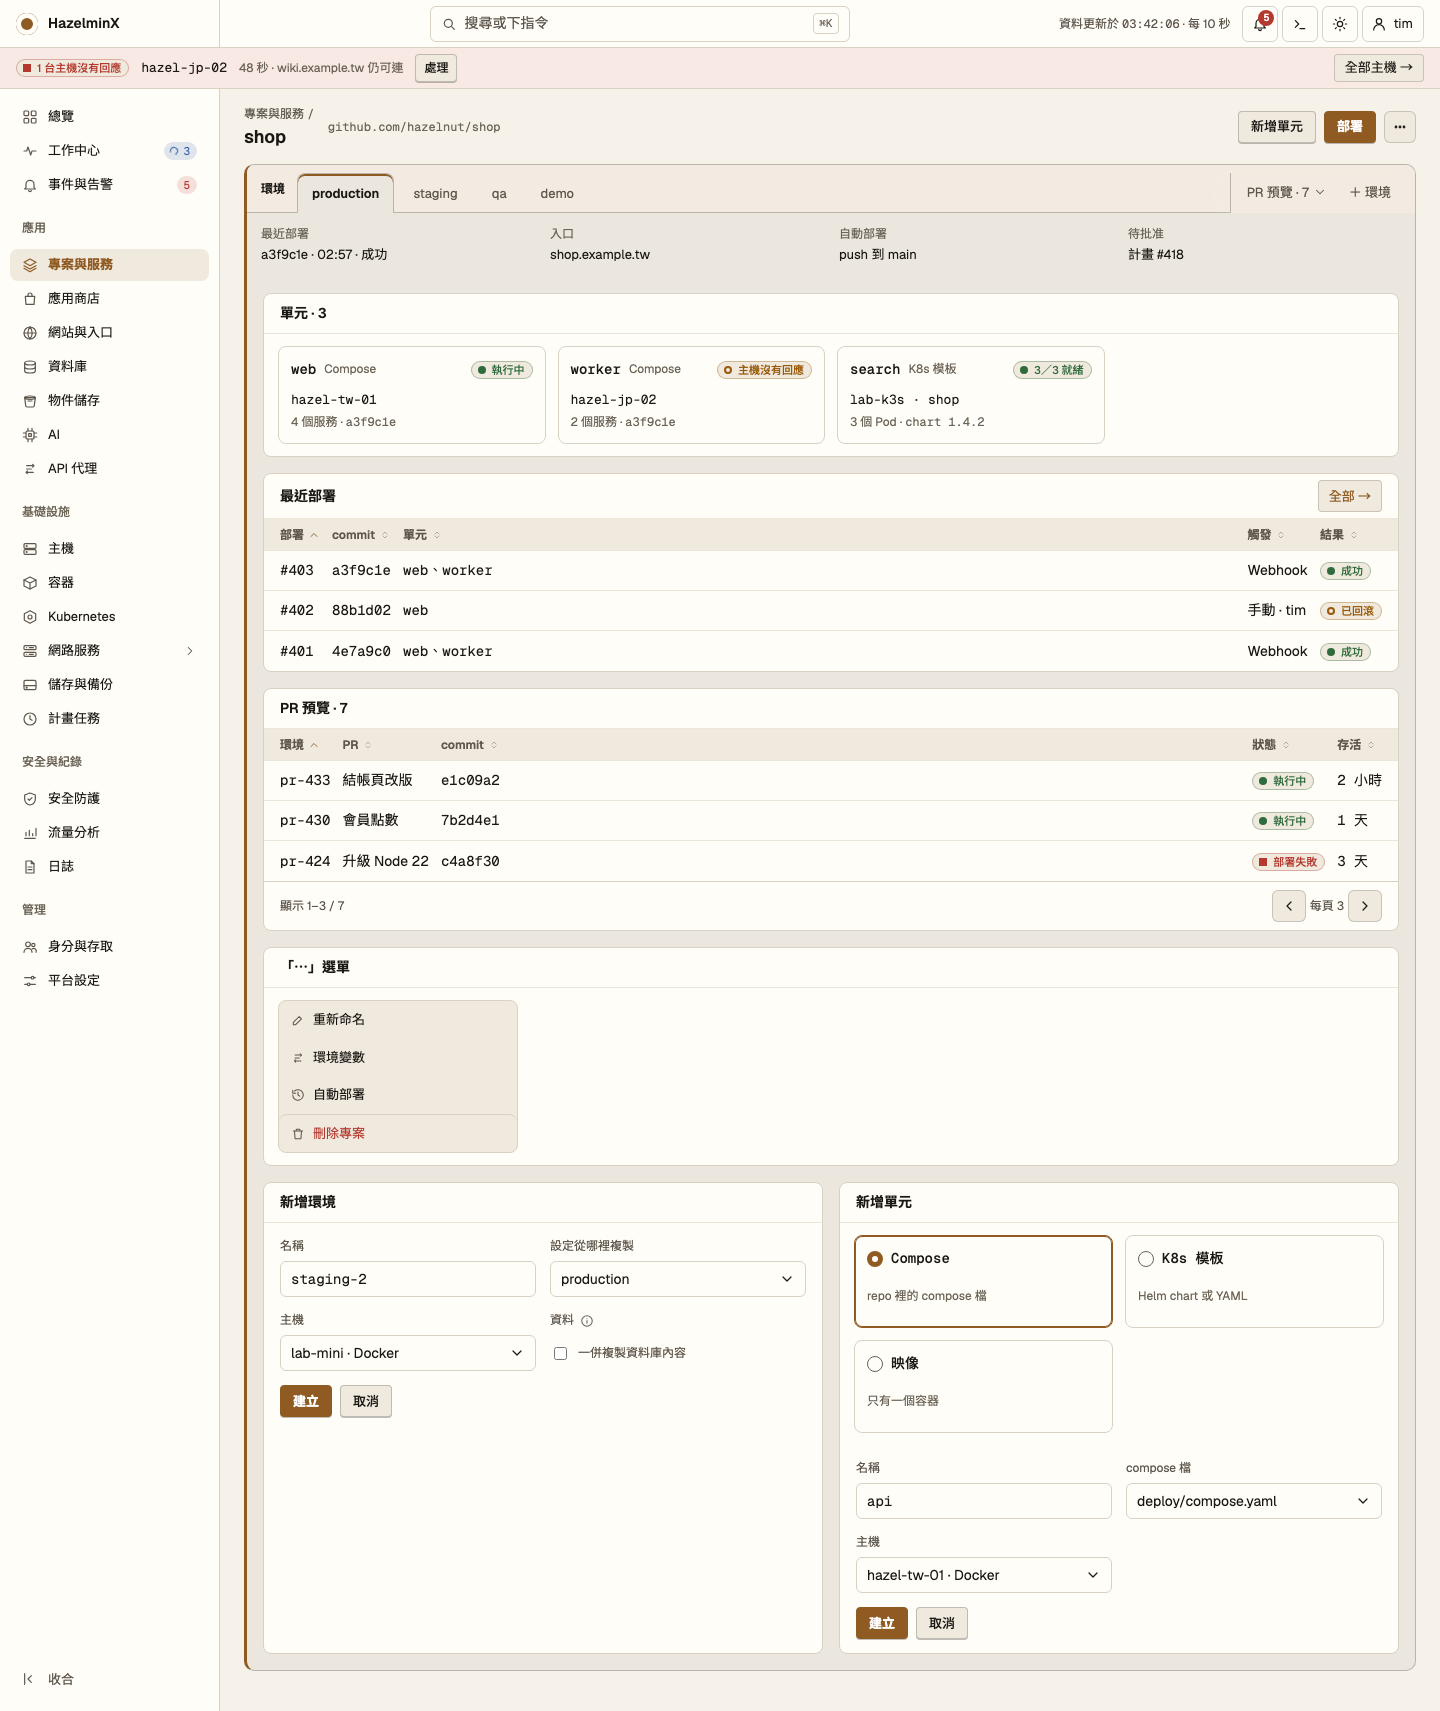 HazelminX
搜尋或下指令
⌘K
資料更新於 03:42:06 · 每 10 秒
5
tim
1 台主機沒有回應
hazel-jp-02
48 秒 · wiki.example.tw 仍可連
處理
全部主機 →
總覽
工作中心
3
事件與告警
5
應用
專案與服務
應用商店
網站與入口
資料庫
物件儲存
AI
API 代理
基礎設施
主機
容器
Kubernetes
網路服務
儲存與備份
計畫任務
安全與紀錄
安全防護
流量分析
日誌
管理
身分與存取
平台設定
收合
專案與服務 /
shop
github.com/hazelnut/shop
新增單元
部署
環境
production
staging
qa
demo
PR 預覽 · 7
環境
最近部署
a3f9c1e · 02:57 · 成功
入口
shop.example.tw
自動部署
push 到 main
待批准
計畫 #418
單元 · 3
web Compose
執行中
hazel-tw-01
4 個服務 · a3f9c1e
worker Compose
主機沒有回應
hazel-jp-02
2 個服務 · a3f9c1e
search K8s 模板
3／3 就緒
lab-k3s · shop
3 個 Pod · chart 1.4.2
最近部署
全部 →
部署 commit 單元 觸發 結果
#403 a3f9c1e web、worker Webhook 成功
#402 88b1d02 web 手動 · tim 已回滾
#401 4e7a9c0 web、worker Webhook 成功
PR 預覽 · 7
環境 PR commit 狀態 存活
pr-433 結帳頁改版 e1c09a2 執行中 2 小時
pr-430 會員點數 7b2d4e1 執行中 1 天
pr-424 升級 Node 22 c4a8f30 部署失敗 3 天
顯示 1–3 / 7
每頁 3
「⋯」選單
重新命名
環境變數
自動部署
刪除專案
新增環境
名稱
staging-2
設定從哪裡複製
production
主機
lab-mini · Docker
資料
一併複製資料庫內容
建立
取消
新增單元
Compose
repo 裡的 compose 檔
K8s 模板
Helm chart 或 YAML
映像
只有一個容器
名稱
api
compose 檔
deploy/compose.yaml
主機
hazel-tw-01 · Docker
建立
取消